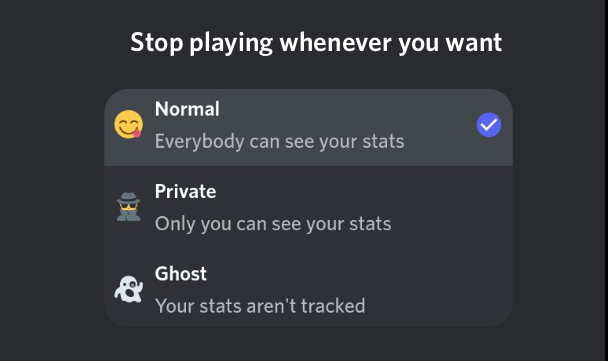 Stop playing whenever you want
Normal
Everybody can see your stats
Private
Only you can see your stats
Ghost
Your stats aren't tracked